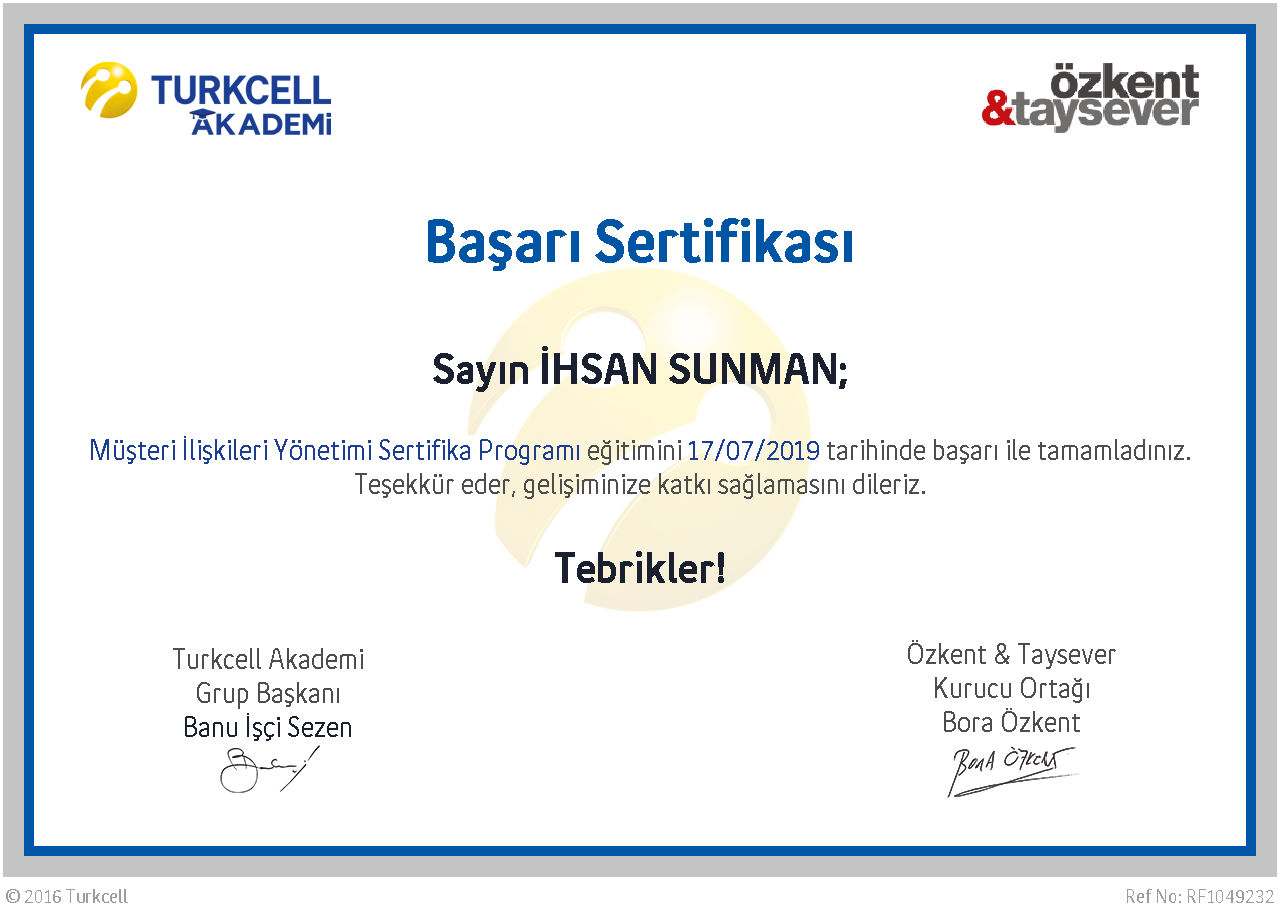 TURKCELL
AKADEMİ
özkent
&taysever
Başarı Sertifikası
Sayın İHSAN SUNMAN;
Müşteri İlişkileri Yönetimi Sertifika Programı eğitimini 17/07/2019 tarihinde başarı ile tamamladınız.
Teşekkür eder, gelişiminize katkı sağlamasını dileriz.
Tebrikler!
Turkcell Akademi
Grup Başkanı
Banu İşçi Sezen
Özkent & Taysever
Kurucu Ortağı
Bora Özkent
BORA ÖZKENT
© 2016 Turkcell
Ref No: RF1049232